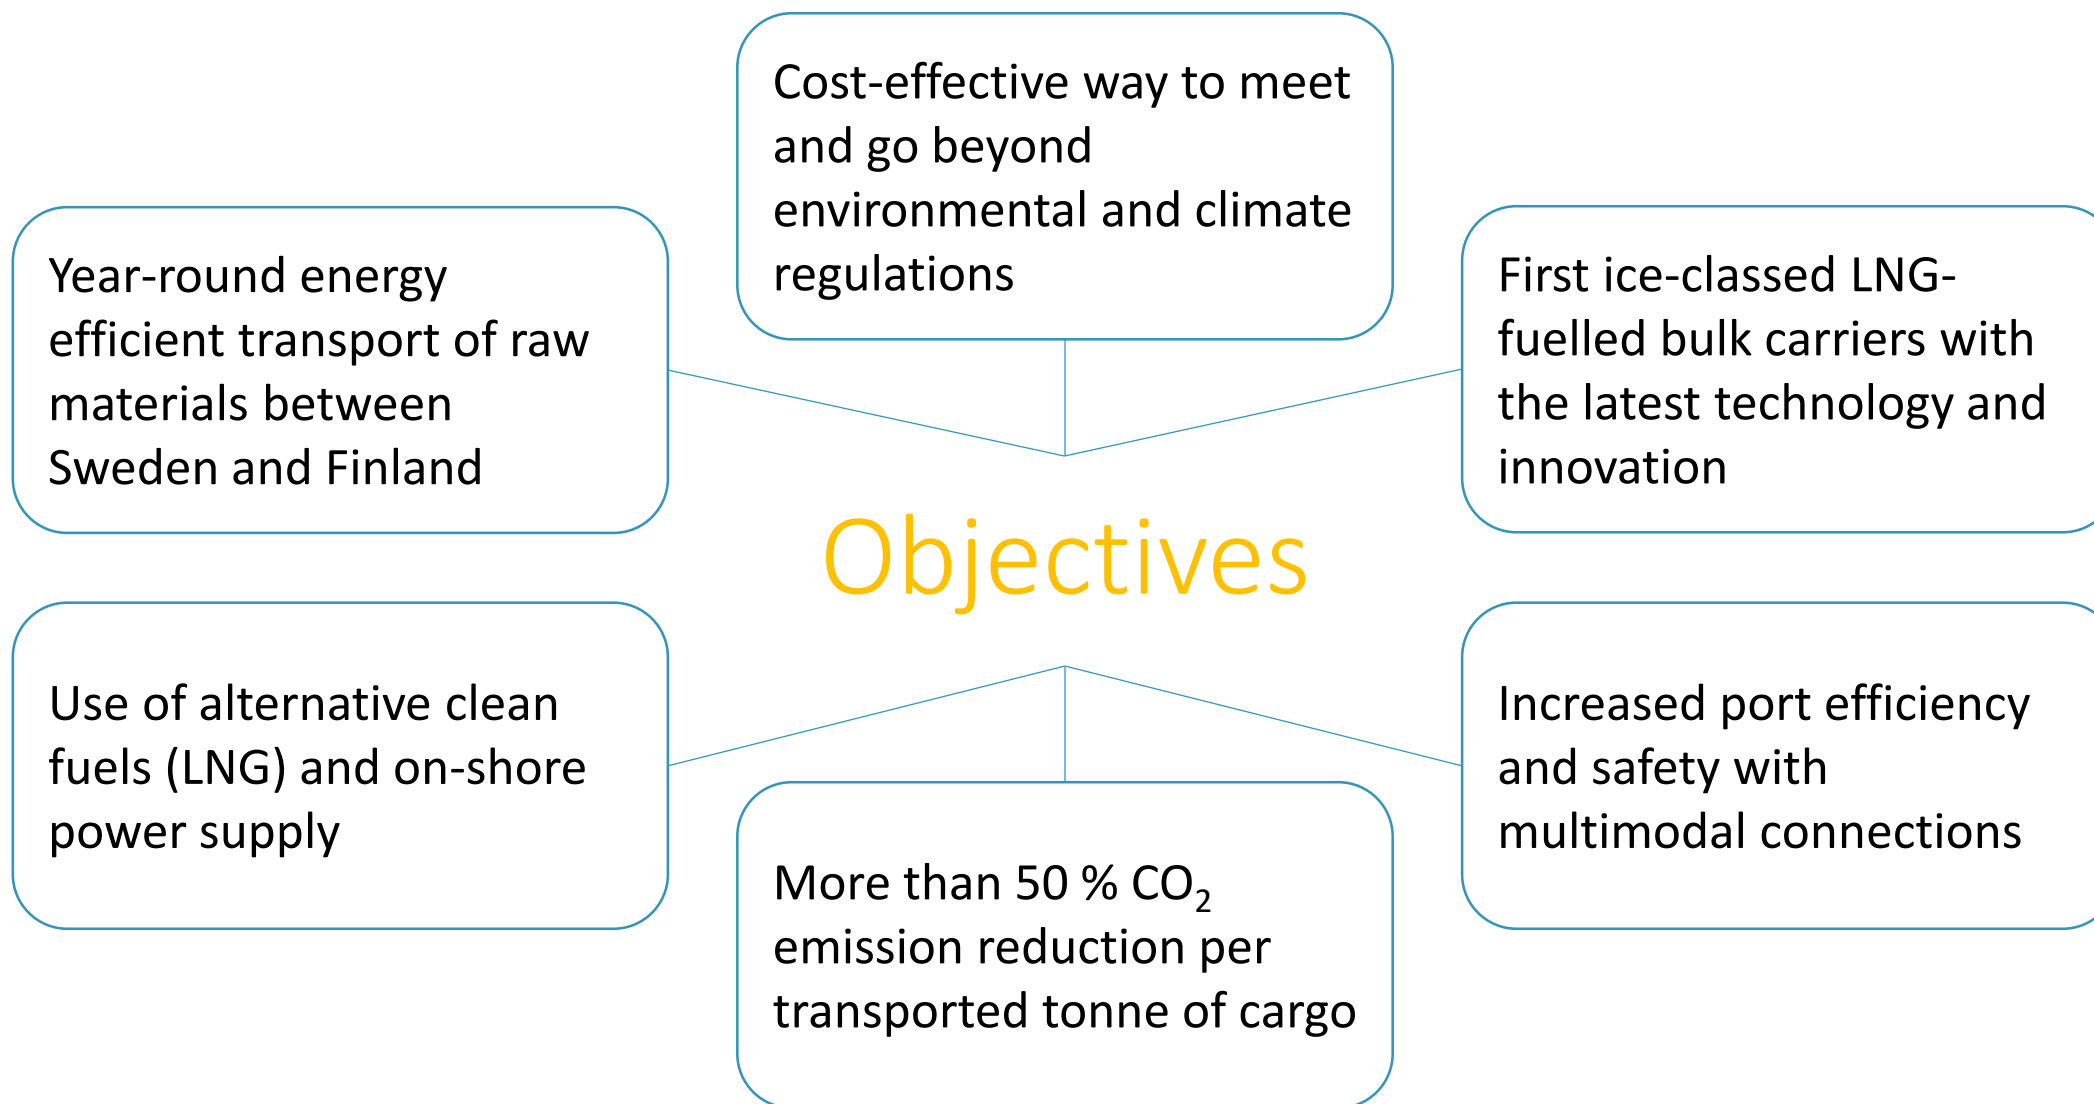 Cost-effective way to meet
and go beyond
environmental and climate
regulations
Year-round energy
efficient transport of raw
materials between
Sweden and Finland
First ice-classed LNG-
fuelled bulk carriers with
the latest technology and
innovation
Objectives
Use of alternative clean
fuels (LNG) and on-shore
power supply
Increased port efficiency
and safety with
multimodal connections
More than 50 % CO₂
emission reduction per
transported tonne of cargo